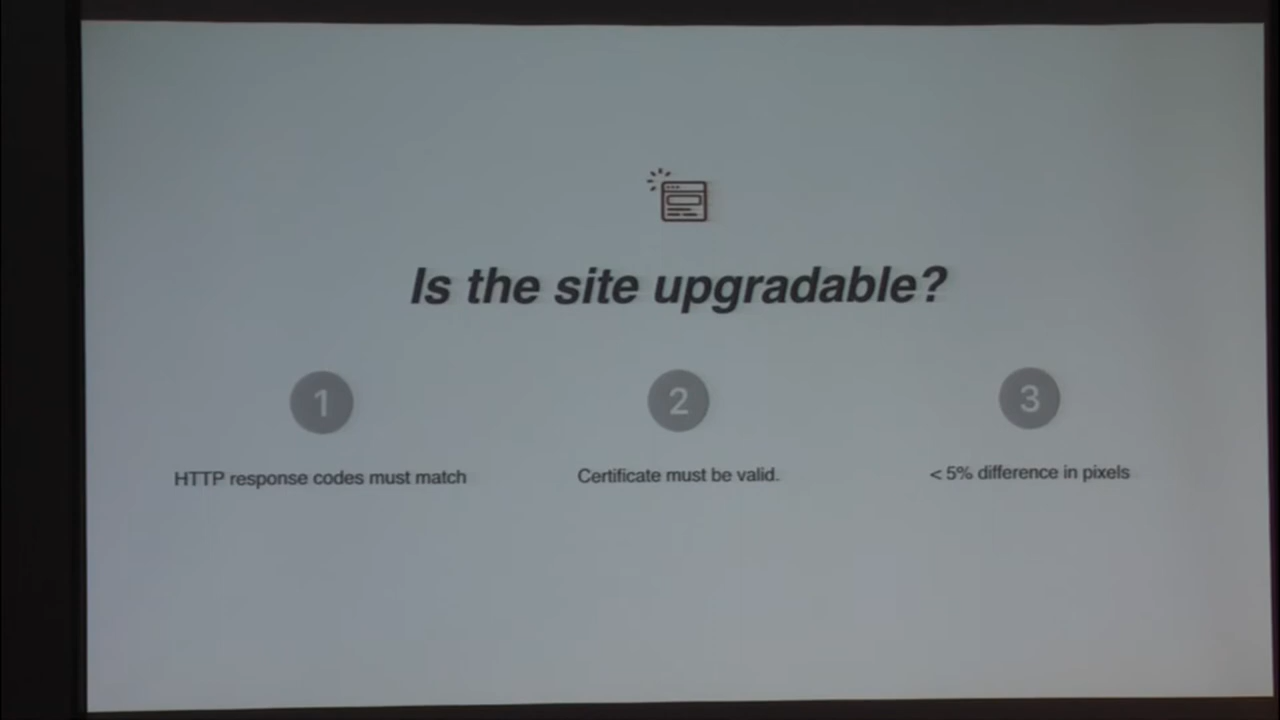 Is the site upgradable?
1
2
3
HTTP response codes must match
Certificate must be valid.
< 5% difference in pixels